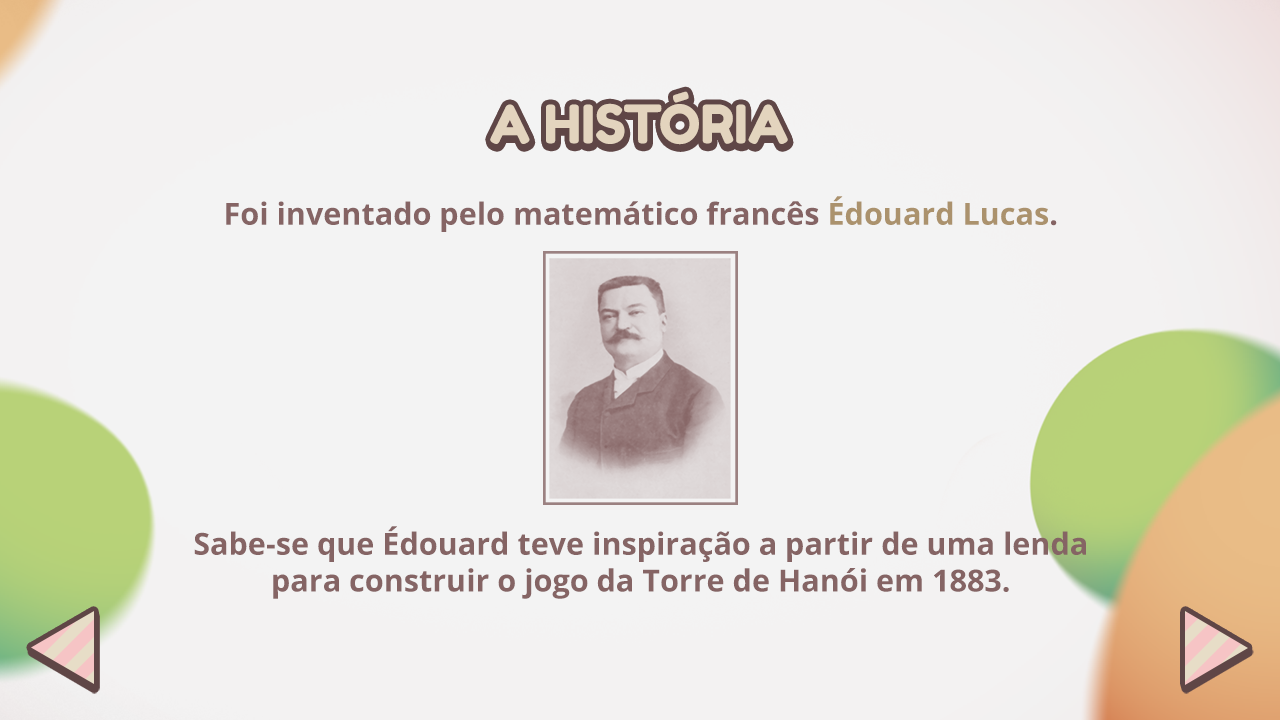 A HISTÓRIA
Foi inventado pelo matemático francês Édouard Lucas.
Sabe-se que Édouard teve inspiração a partir de uma lenda
para construir o jogo da Torre de Hanói em 1883.